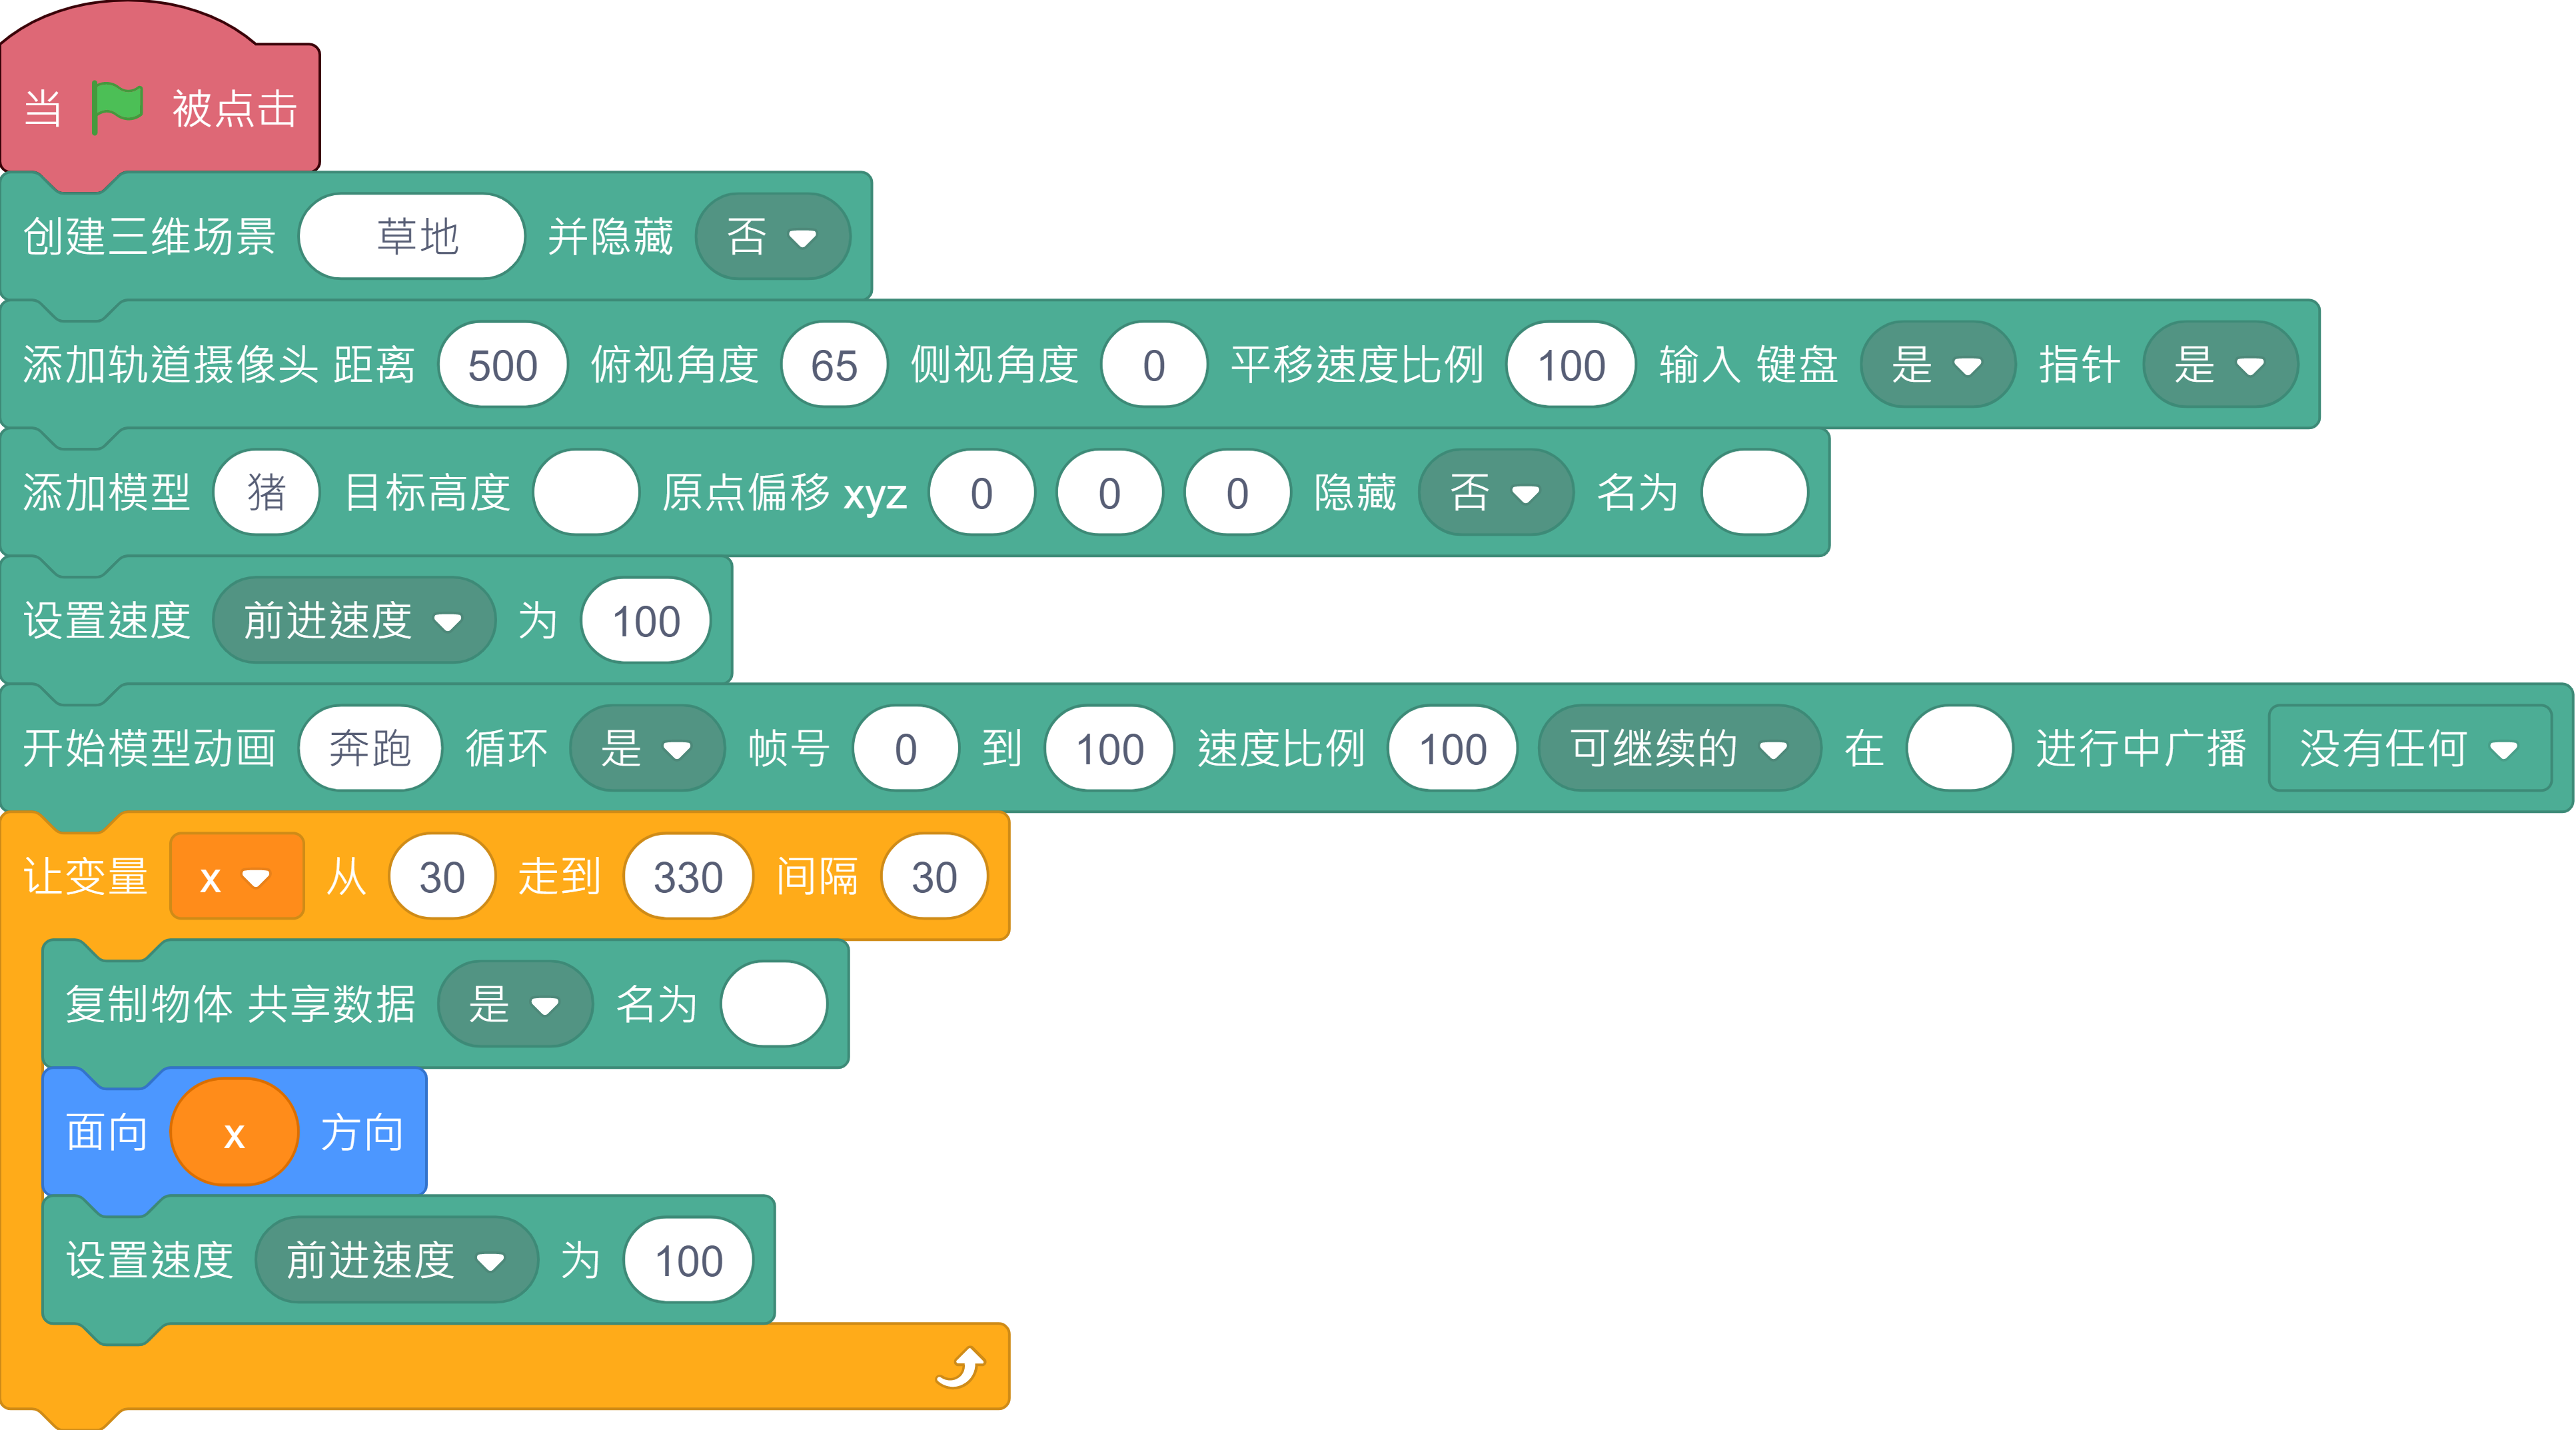 当 被点击
创建三维场景 草地 并隐藏 否
添加轨道摄像头 距离 500 俯视角度 65 侧视角度 0 平移速度比例 100 输入 键盘 是 指针 是
添加模型 猪 目标高度 原点偏移 xyz 0 0 0 隐藏 否 名为
设置速度 前进速度 为 100
开始模型动画 奔跑 循环 是 帧号 0 到 100 速度比例 100 可继续的 在 进行中广播 没有任何
让变量 x 从 30 走到 330 间隔 30
复制物体 共享数据 是 名为
面向 x 方向
设置速度 前进速度 为 100